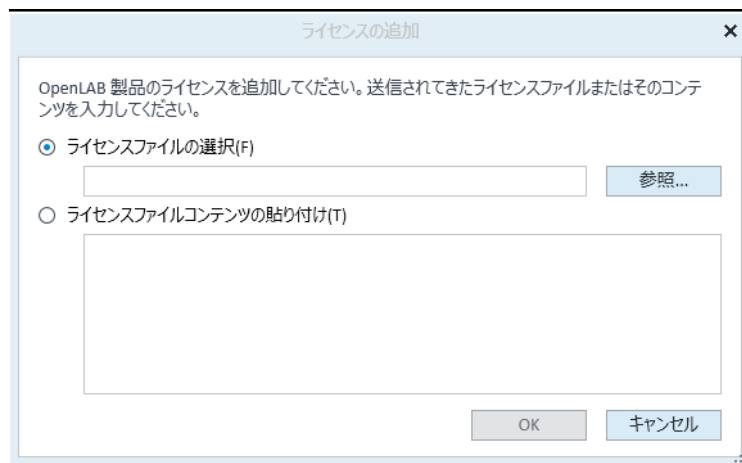 ライセンスの追加
OpenLAB 製品のライセンスを追加してください。送信されてきたライセンスファイルまたはそのコンテ
ンツを入力してください。
ライセンスファイルの選択(F)
参照...
ライセンスファイルコンテンツの貼り付け(T)
OK
キャンセル